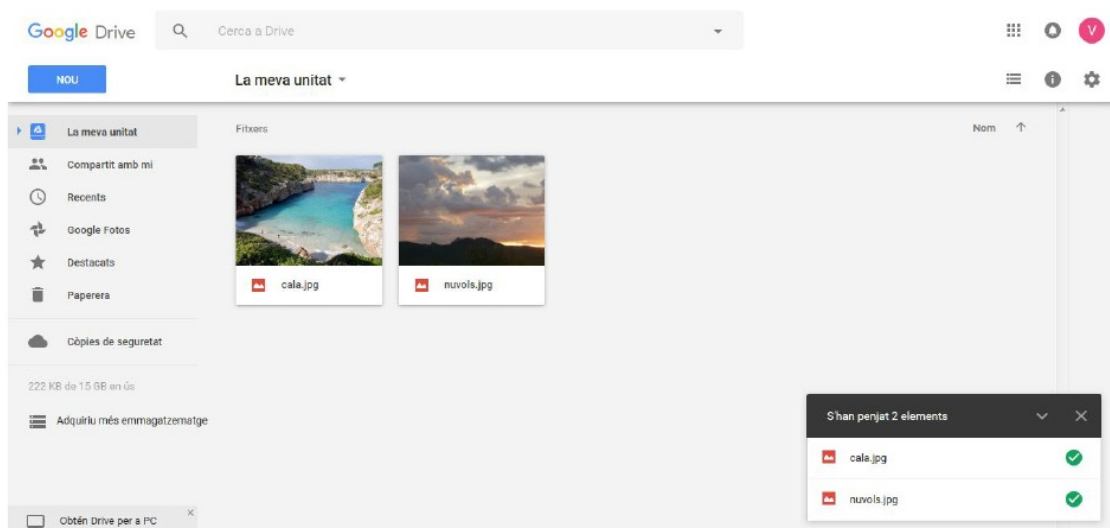 Google Drive
Cerca a Drive
V
NOU
La meva unitat
La meva unitat
Compartit amb mi
Recents
Google Fotos
Destacats
Paperera
Còpies de seguretat
222 KB de 15 GB en ús
Adquiriu més emmagatzematge
Obtén Drive per a PC
Fitxers
Nom
cala.jpg
nuvols.jpg
S'han penjat 2 elements
cala.jpg
nuvols.jpg